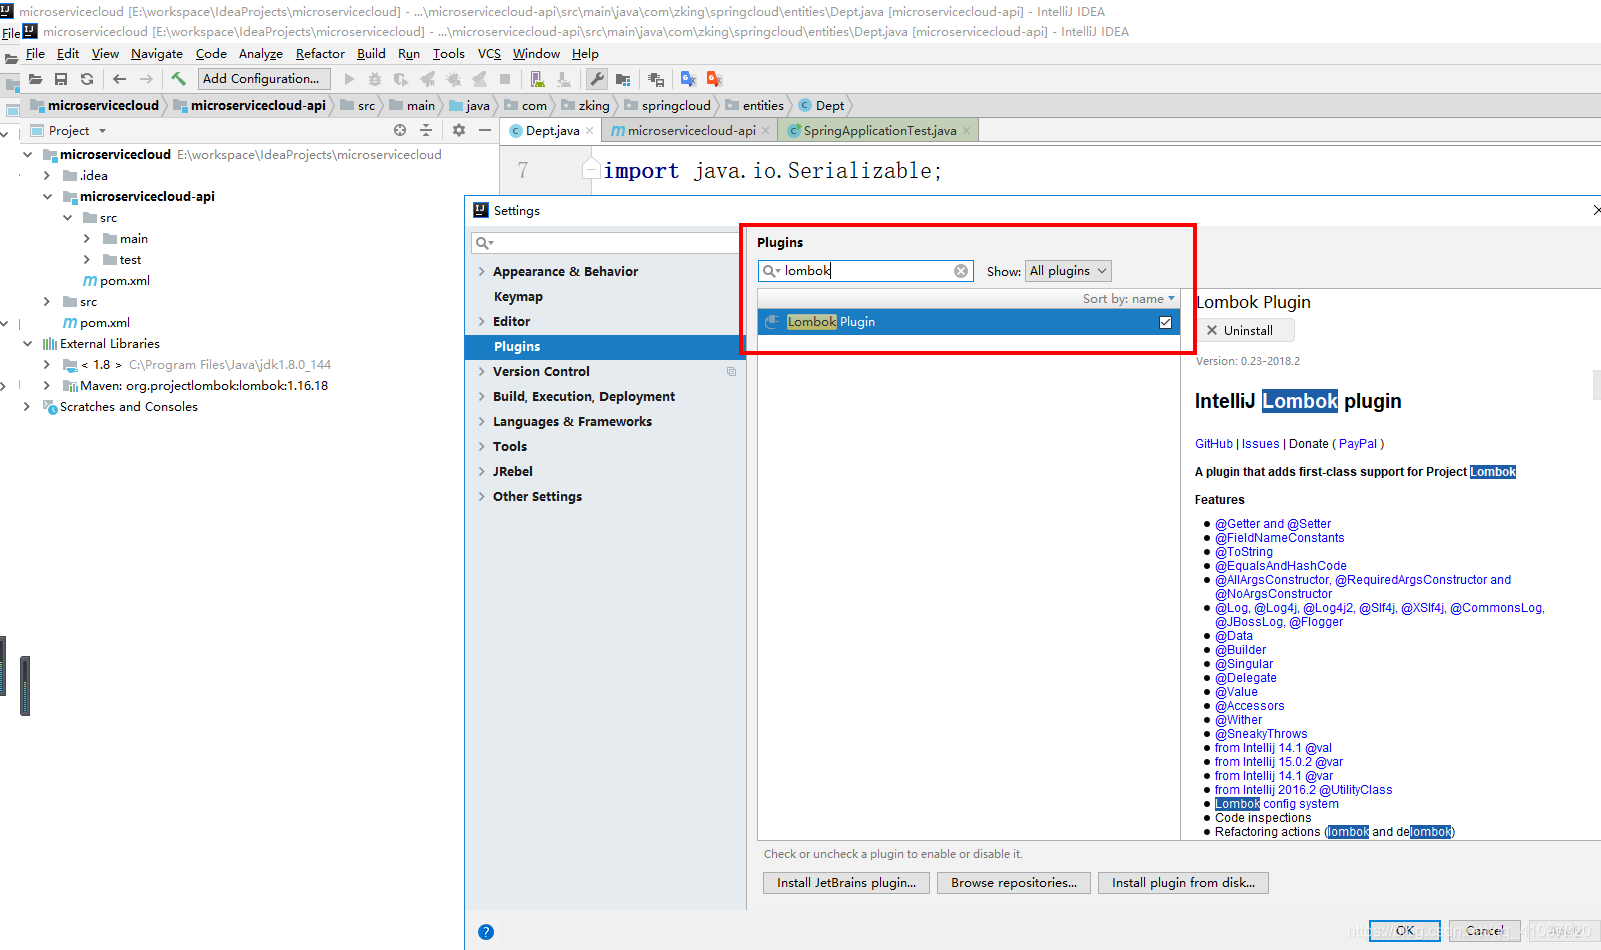 microservicecloud [E:\workspace\IdeaProjects\microservicecloud] - ...\microservicecloud-api\src\main\java\com\zking\springcloud\entities\Dept.java [microservicecloud-api] - IntelliJ IDEA
File
microservicecloud [E:\workspace\IdeaProjects\microservicecloud] - ...\microservicecloud-api\src\main\java\com\zking\springcloud\entities\Dept.java [microservicecloud-api] - IntelliJ IDEA
File Edit View Navigate Code Analyze Refactor Build Run Tools VCS Window Help
Add Configuration...
microservicecloud microservicecloud-api src main java com zking springcloud entities Dept
Project
Dept.java microservicecloud-api SpringApplicationTest.java
7 import java.io.Serializable;
microservicecloud E:\workspace\IdeaProjects\microservicecloud
.idea
microservicecloud-api
src
main
test
pom.xml
src
pom.xml
External Libraries
< 1.8 > C:\Program Files\Java\jdk1.8.0_144
Maven: org.projectlombok:lombok:1.16.18
Scratches and Consoles
Settings
Appearance & Behavior
Keymap
Editor
Plugins
Version Control
Build, Execution, Deployment
Languages & Frameworks
Tools
JRebel
Other Settings
Plugins
lombok
Show: All plugins
Sort by: name
Lombok Plugin
Lombok Plugin
Uninstall
Version: 0.23-2018.2
IntelliJ Lombok plugin
GitHub | Issues | Donate ( PayPal )
A plugin that adds first-class support for Project Lombok
Features
@Getter and @Setter
@FieldNameConstants
@ToString
@EqualsAndHashCode
@AllArgsConstructor, @RequiredArgsConstructor and
@NoArgsConstructor
@Log, @Log4j, @Log4j2, @Slf4j, @XSlf4j, @CommonsLog,
@JBossLog, @Flogger
@Data
@Builder
@Singular
@Delegate
@Value
@Accessors
@Wither
@SneakyThrows
from Intellij 14.1 @val
from Intellij 15.0.2 @var
from Intellij 14.1 @var
from Intellij 2016.2 @UtilityClass
Lombok config system
Code inspections
Refactoring actions (lombok and delombok)
Check or uncheck a plugin to enable or disable it.
Install JetBrains plugin... Browse repositories... Install plugin from disk...
OK Cancel Apply